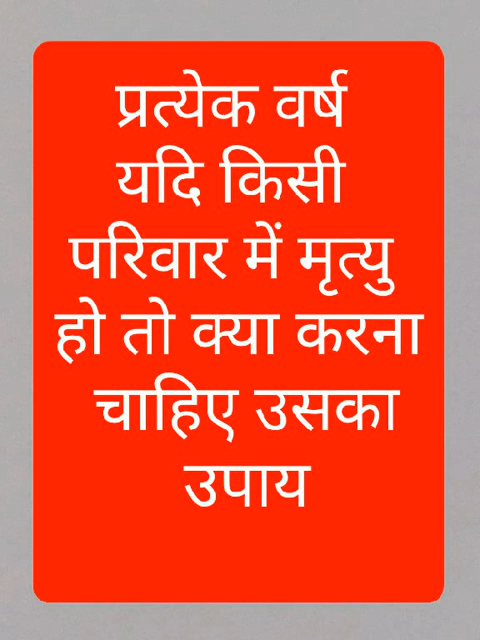 प्रत्येक वर्ष
यदि किसी
परिवार में मृत्यु
हो तो क्या करना
चाहिए उसका
उपाय